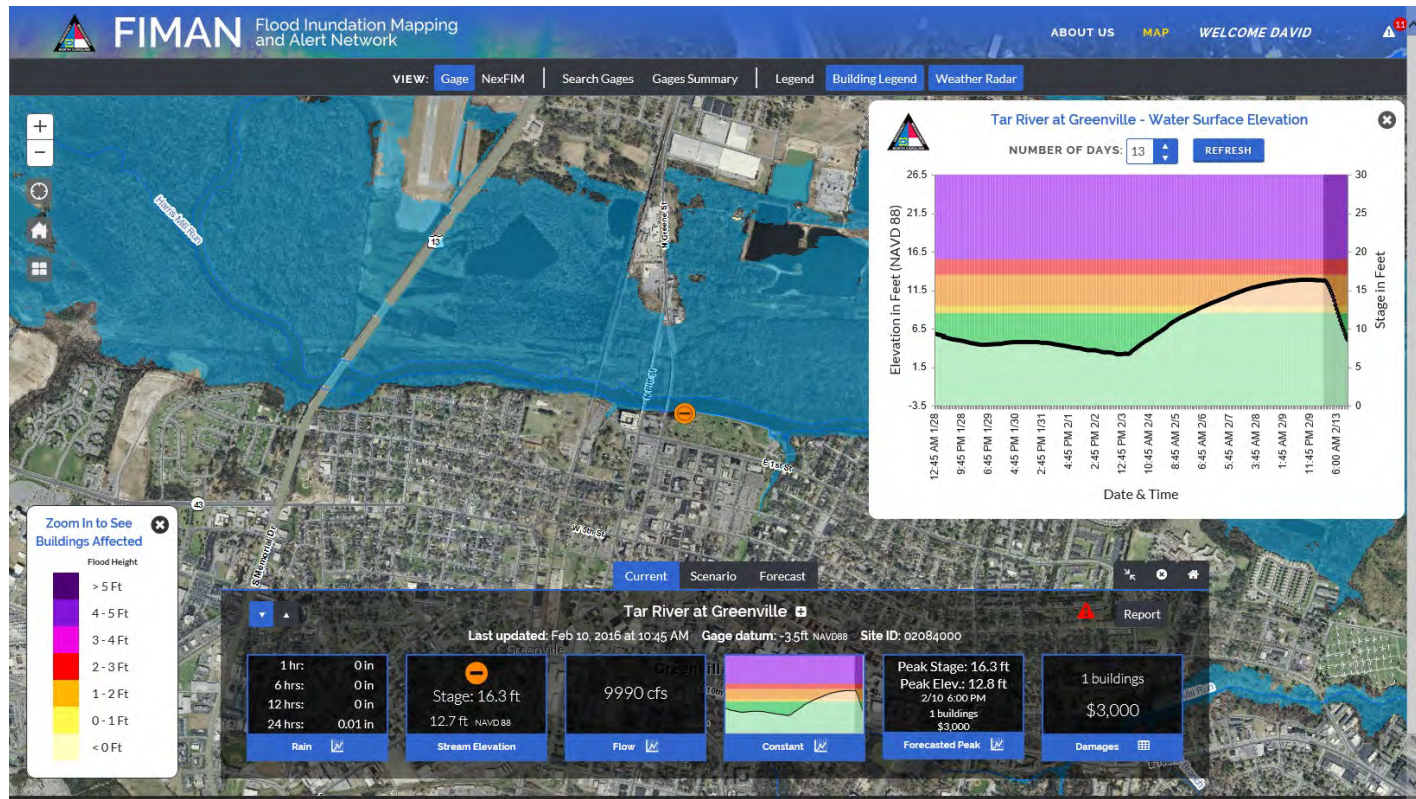 FIMAN Flood Inundation Mapping
and Alert Network
ABOUT US MAP WELCOME DAVID 11
VIEW: Gage NexFIM Search Gages Gages Summary Legend Building Legend Weather Radar
+
−
Harris Mill Run
13
N Greene St
E 1st St
43
W 5th St
S Memorial Dr
Tar River at Greenville - Water Surface Elevation
NUMBER OF DAYS: 13 REFRESH
Elevation in Feet (NAVD 88)
26.5
21.5
16.5
11.5
6.5
1.5
-3.5
30
25
20
15
10
5
0
Stage in Feet
12:45 AM 1/28
9:45 PM 1/28
6:45 PM 1/29
4:45 PM 1/30
2:45 PM 1/31
4:45 PM 2/1
2:45 PM 2/2
12:45 PM 2/3
10:45 AM 2/4
8:45 AM 2/5
6:45 AM 2/6
5:45 AM 2/7
3:45 AM 2/8
1:45 AM 2/9
11:45 PM 2/9
6:00 AM 2/13
Date & Time
Zoom In to See
Buildings Affected
Flood Height
> 5 Ft
4 - 5 Ft
3 - 4 Ft
2 - 3 Ft
1 - 2 Ft
0 - 1 Ft
< 0 Ft
Current Scenario Forecast
Tar River at Greenville
Report
Last updated: Feb 10, 2016 at 10:45 AM Gage datum: -3.5ft NAVD88 Site ID: 02084000
Greenville
1 hr: 0 in
6 hrs: 0 in
12 hrs: 0 in
24 hrs: 0.01 in
Rain
Stage: 16.3 ft
12.7 ft NAVD 88
Stream Elevation
9990 cfs
Flow
Constant
Peak Stage: 16.3 ft
Peak Elev.: 12.8 ft
2/10 6:00 PM
1 buildings
$3,000
Forecasted Peak
1 buildings
$3,000
Damages